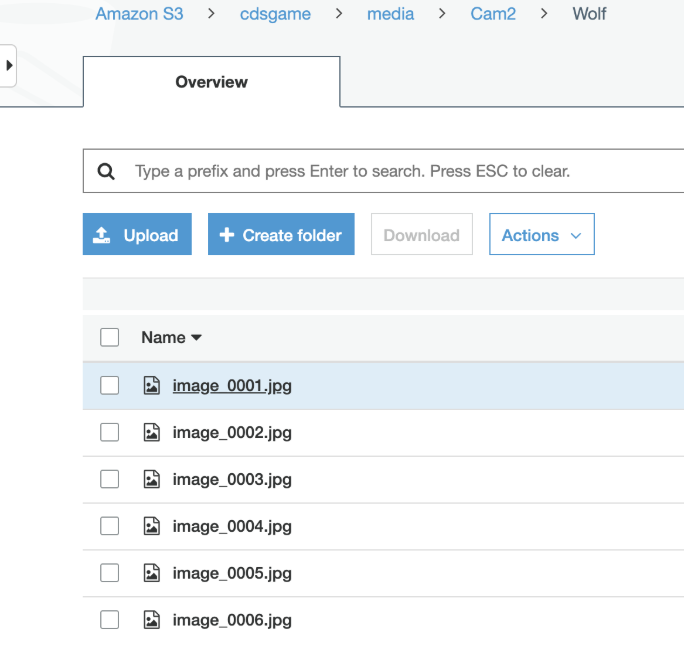 Amazon S3 > cdsgame > media > Cam2 > Wolf
Overview
Type a prefix and press Enter to search. Press ESC to clear.
Upload + Create folder Download Actions
Name
image_0001.jpg
image_0002.jpg
image_0003.jpg
image_0004.jpg
image_0005.jpg
image_0006.jpg